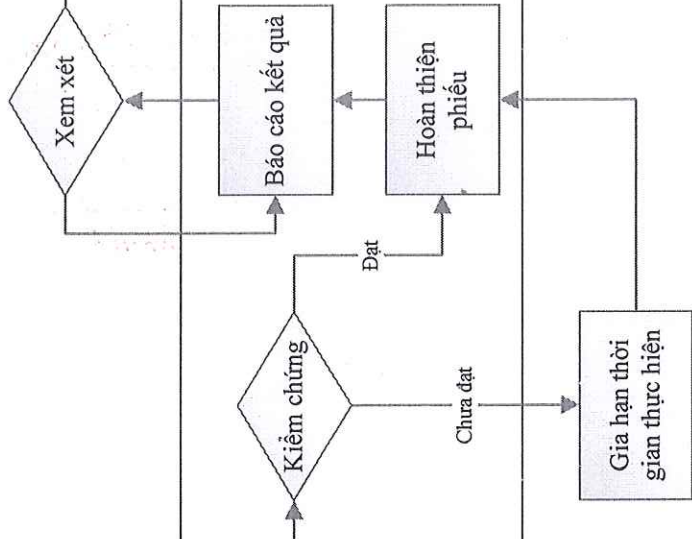 Xem xét
Báo cáo kết quả
Hoàn thiện
phiếu
Kiểm chứng
Đạt
Chưa đạt
Gia hạn thời
gian thực hiện